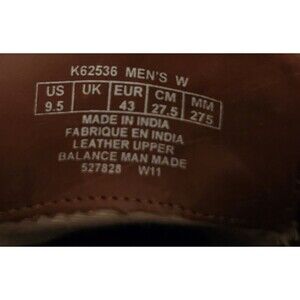 K62536 MEN'S W
US UK EUR CM MM
9.5 43 27.5 275
MADE IN INDIA
FABRIQUE EN INDIA
LEATHER UPPER
BALANCE MAN MADE
527828 W11